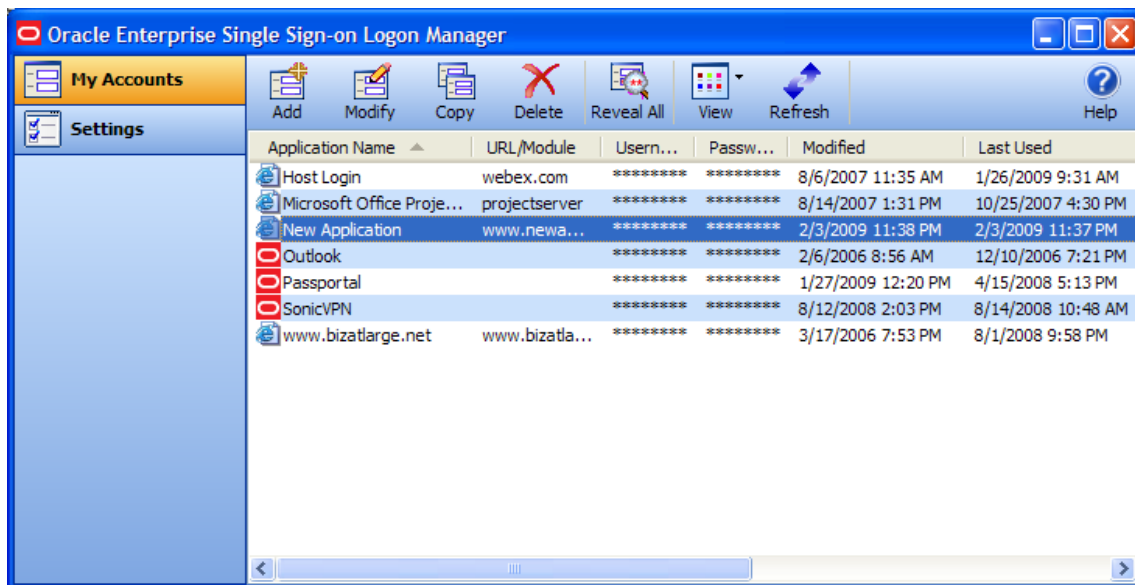 Oracle Enterprise Single Sign-on Logon Manager
My Accounts
Settings
Add Modify Copy Delete Reveal All View Refresh Help
Application Name URL/Module Usern... Passw... Modified Last Used
Host Login webex.com ******** ******** 8/6/2007 11:35 AM 1/26/2009 9:31 AM
Microsoft Office Proje... projectserver ******** ******** 8/14/2007 1:31 PM 10/25/2007 4:30 PM
New Application www.newa... ******** ******** 2/3/2009 11:38 PM 2/3/2009 11:37 PM
Outlook ******** ******** 2/6/2006 8:56 AM 12/10/2006 7:21 PM
Passportal ******** ******** 1/27/2009 12:20 PM 4/15/2008 5:13 PM
SonicVPN ******** ******** 8/12/2008 2:03 PM 8/14/2008 10:48 AM
www.bizatlarge.net www.bizatla... ******** ******** 3/17/2006 7:53 PM 8/1/2008 9:58 PM